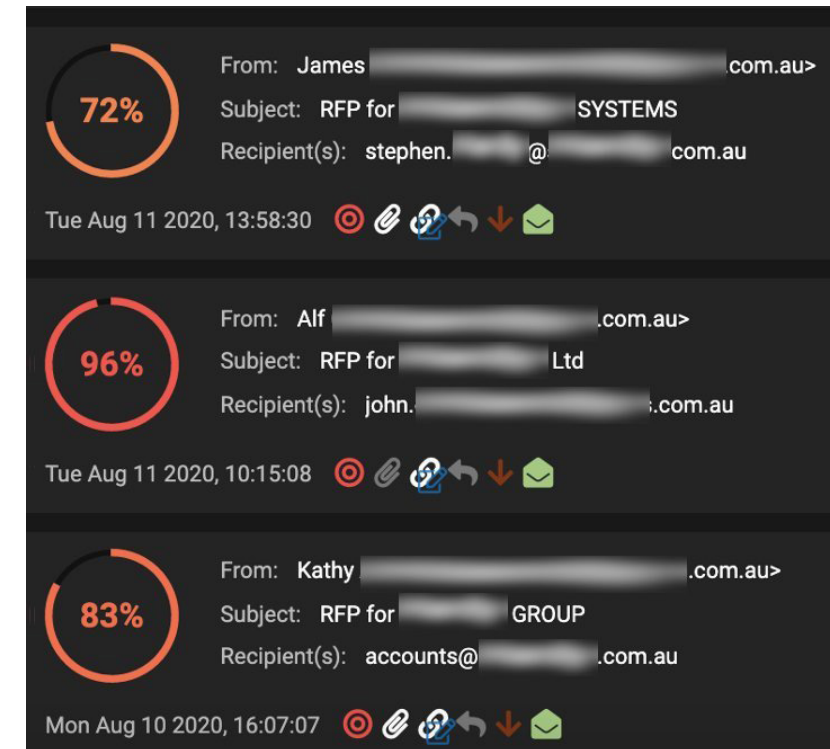 72%
From: James .com.au>
Subject: RFP for SYSTEMS
Recipient(s): stephen. @ com.au
Tue Aug 11 2020, 13:58:30
96%
From: Alf .com.au>
Subject: RFP for Ltd
Recipient(s): john. .com.au
Tue Aug 11 2020, 10:15:08
83%
From: Kathy .com.au>
Subject: RFP for GROUP
Recipient(s): accounts@ .com.au
Mon Aug 10 2020, 16:07:07